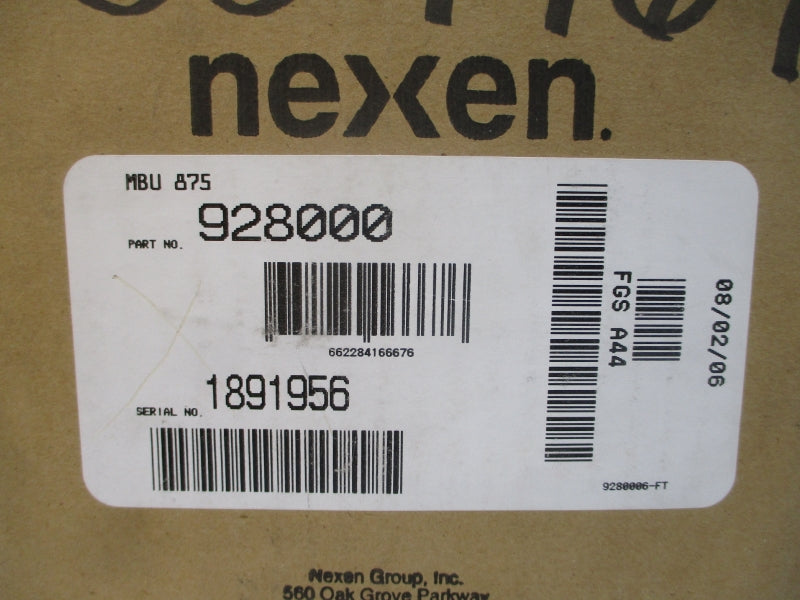 nexen.
MBU 875
PART NO. 928000
662284166676
SERIAL NO. 1891956
FGS A44
08/02/06
9280006-FT
Nexen Group, Inc.
560 Oak Grove Parkway